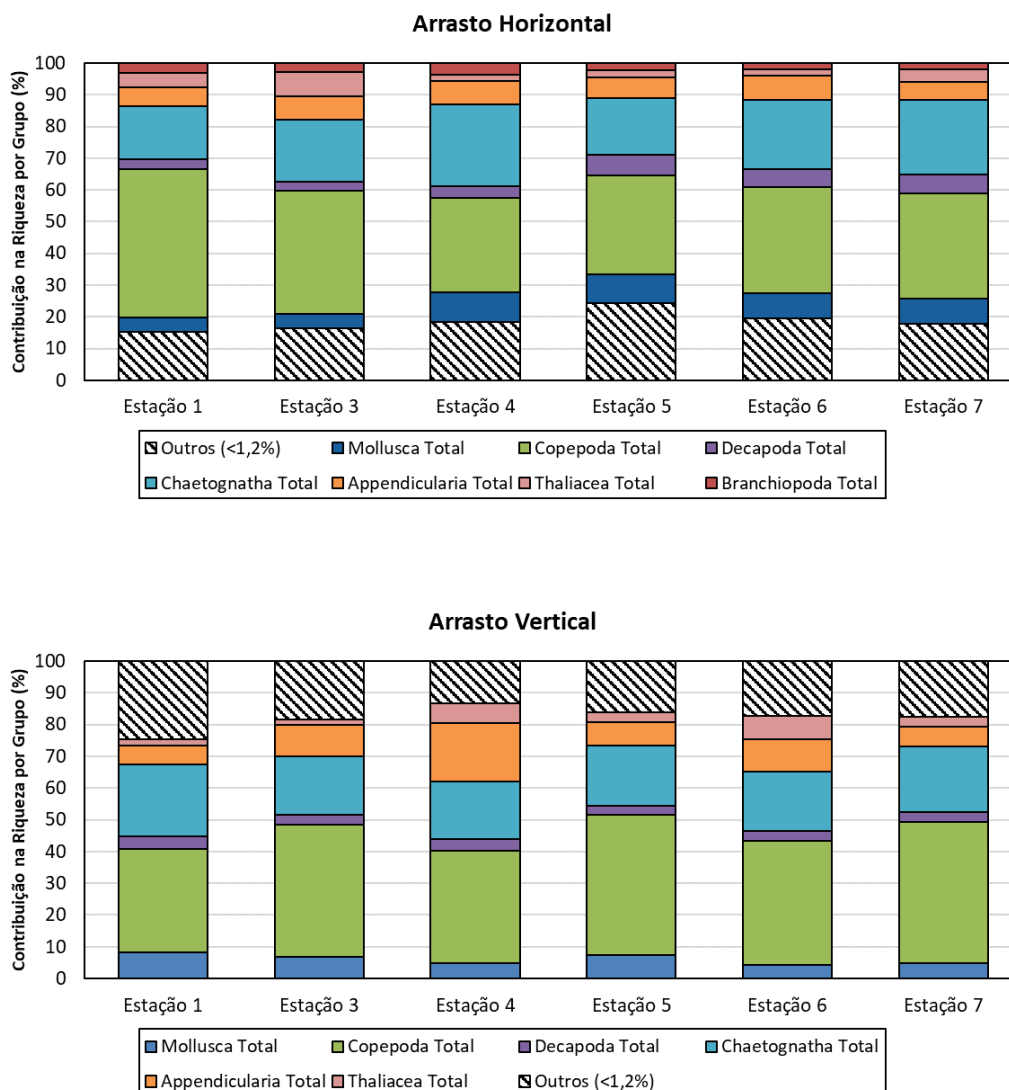 Arrasto Horizontal
Contribuição na Riqueza por Grupo (%)
100
90
80
70
60
50
40
30
20
10
0
Estação 1 Estação 3 Estação 4 Estação 5 Estação 6 Estação 7
Outros (<1,2%) Mollusca Total Copepoda Total Decapoda Total
Chaetognatha Total Appendicularia Total Thaliacea Total Branchiopoda Total
Arrasto Vertical
Contribuição na Riqueza por Grupo (%)
100
90
80
70
60
50
40
30
20
10
0
Estação 1 Estação 3 Estação 4 Estação 5 Estação 6 Estação 7
Mollusca Total Copepoda Total Decapoda Total Chaetognatha Total
Appendicularia Total Thaliacea Total Outros (<1,2%)